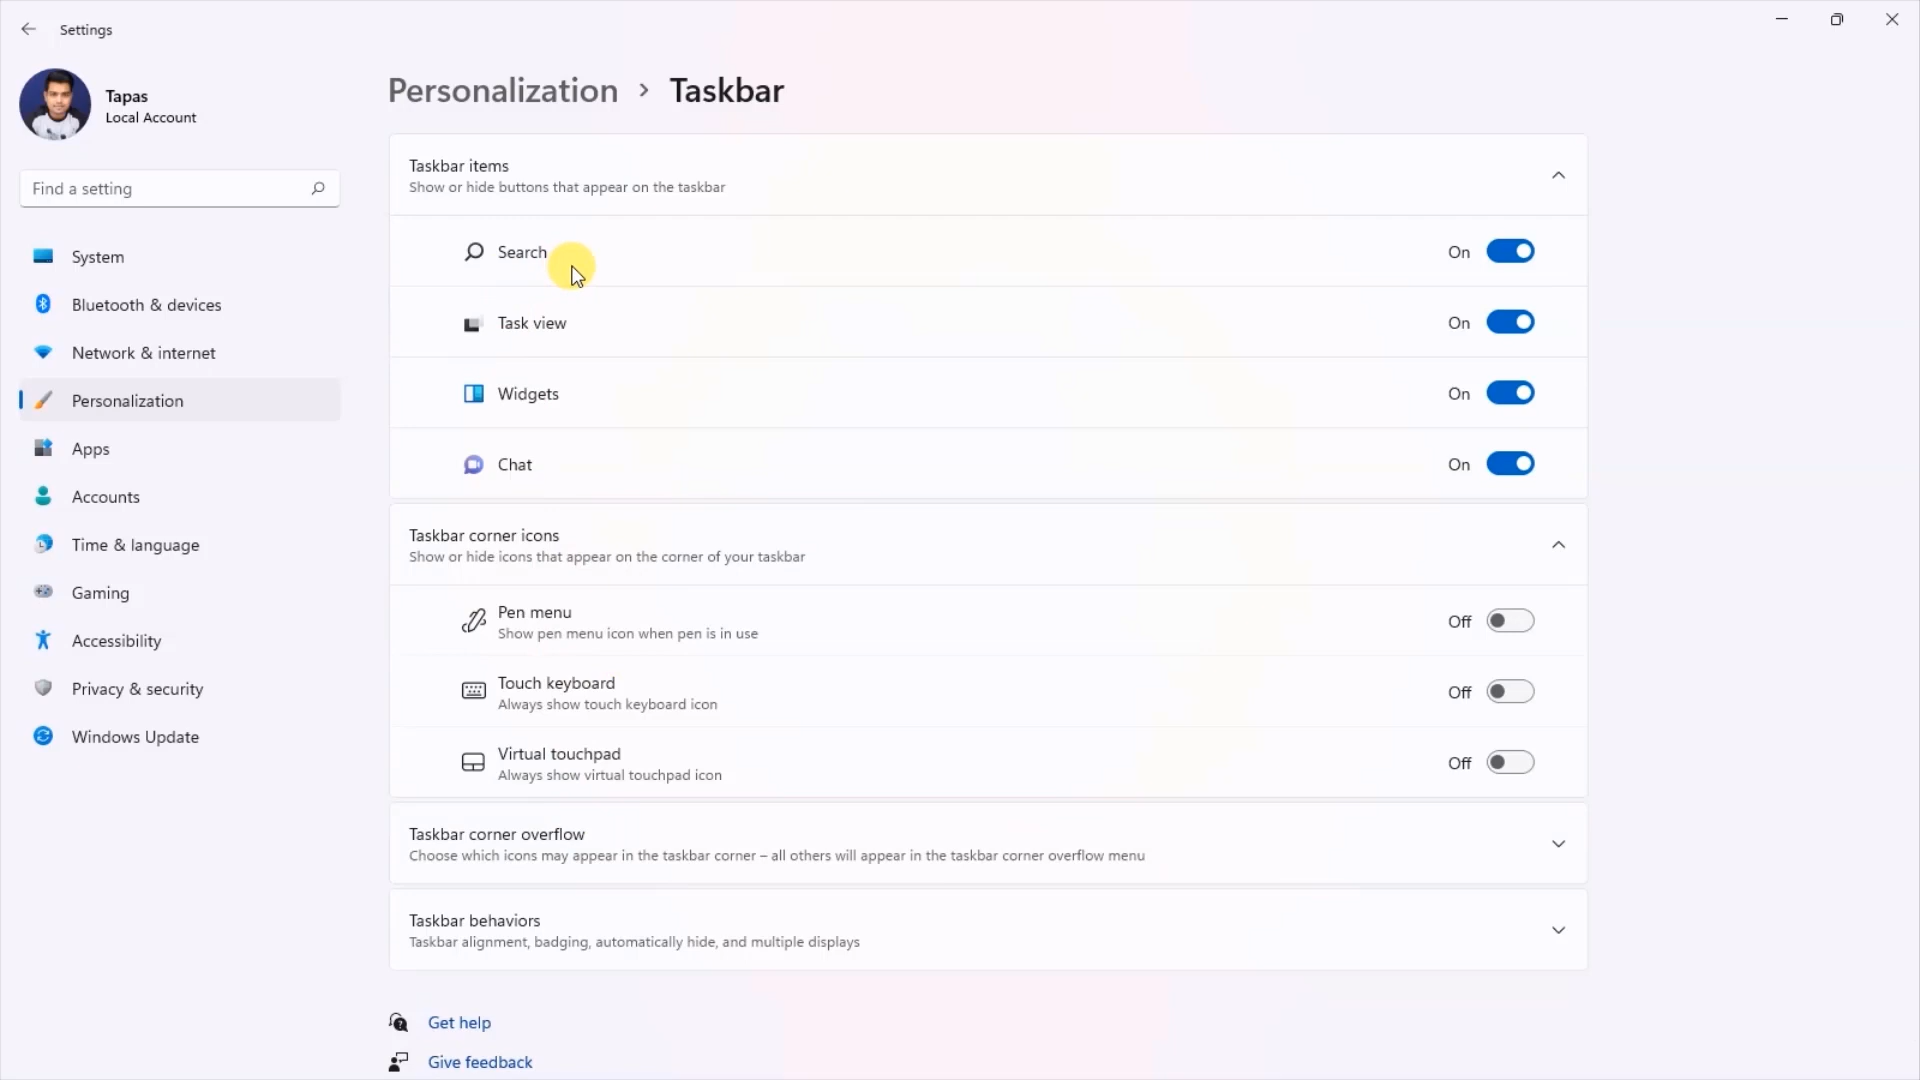 Settings
Tapas
Local Account
Find a setting
System
Bluetooth & devices
Network & internet
Personalization
Apps
Accounts
Time & language
Gaming
Accessibility
Privacy & security
Windows Update
Personalization > Taskbar
Taskbar items
Show or hide buttons that appear on the taskbar
Search On
Task view On
Widgets On
Chat On
Taskbar corner icons
Show or hide icons that appear on the corner of your taskbar
Pen menu
Show pen menu icon when pen is in use
Off
Touch keyboard
Always show touch keyboard icon
Off
Virtual touchpad
Always show virtual touchpad icon
Off
Taskbar corner overflow
Choose which icons may appear in the taskbar corner – all others will appear in the taskbar corner overflow menu
Taskbar behaviors
Taskbar alignment, badging, automatically hide, and multiple displays
Get help
Give feedback